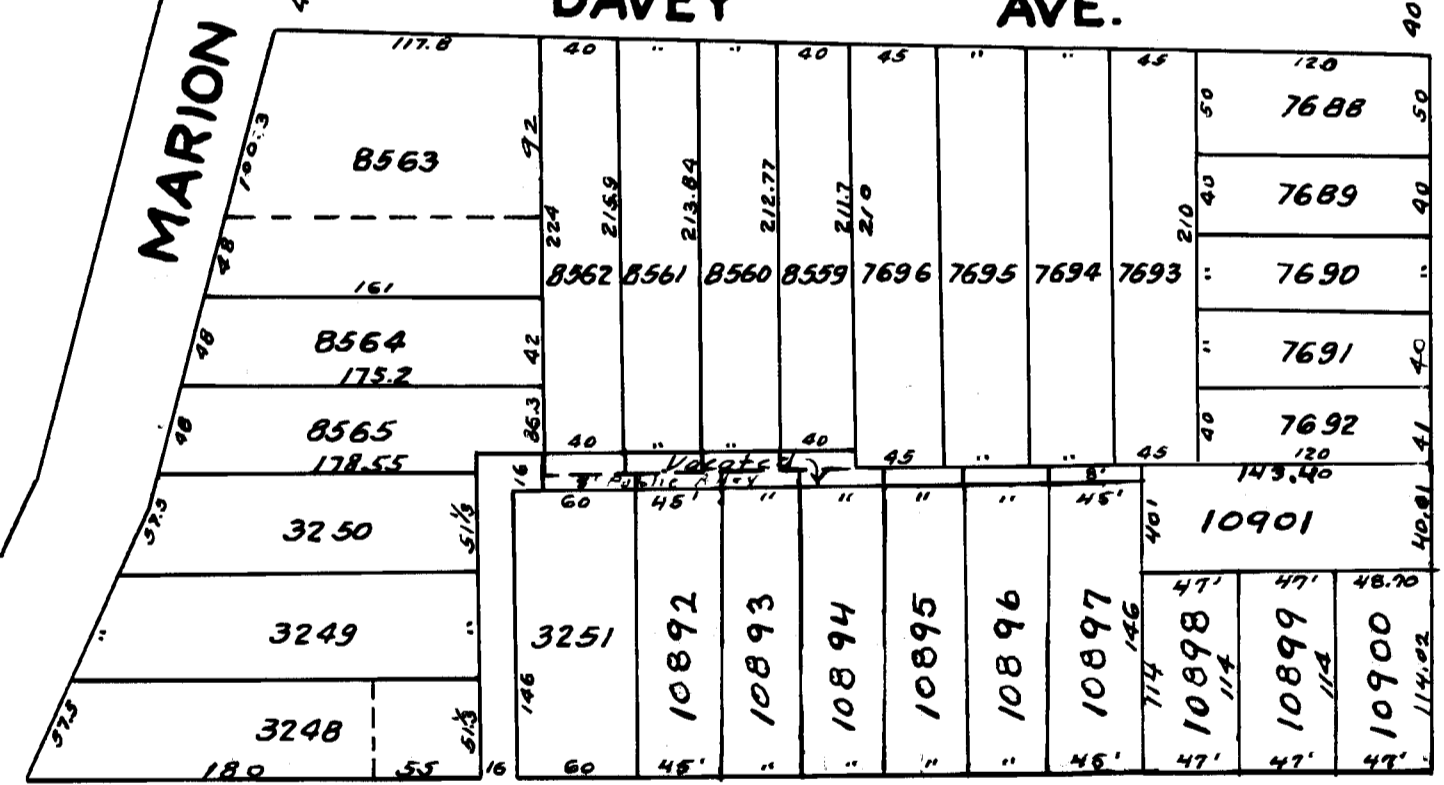 DAVEY AVE.
MARION
40
117.8 40 " " 40 45 " " 45 120
100.3 8563 92 50 7688 50
40 7689 40
224 215.9 213.84 212.77 211.7 210 210
48 161
8562 8561 8560 8559 7696 7695 7694 7693 " 7690 "
48 8564 42 " 7691 40
175.2
48 8565 86.3 40 7692 41
178.55 40 " " 40 45 " " 45 120
16 Vacated 8' 143.40
Public Alley
60 45' " " " " 45'
57.5 3250 51⅓ 40' 10901 40.81
47' 47' 48.70
" 3249 " 3251 10892 10893 10894 10895 10896 10897 146 10898 114 10899 114 10900 114.02
146 114
57.5 3248 51⅓
180 55 16 60 45' " " " " 45' 47' 47' 47'